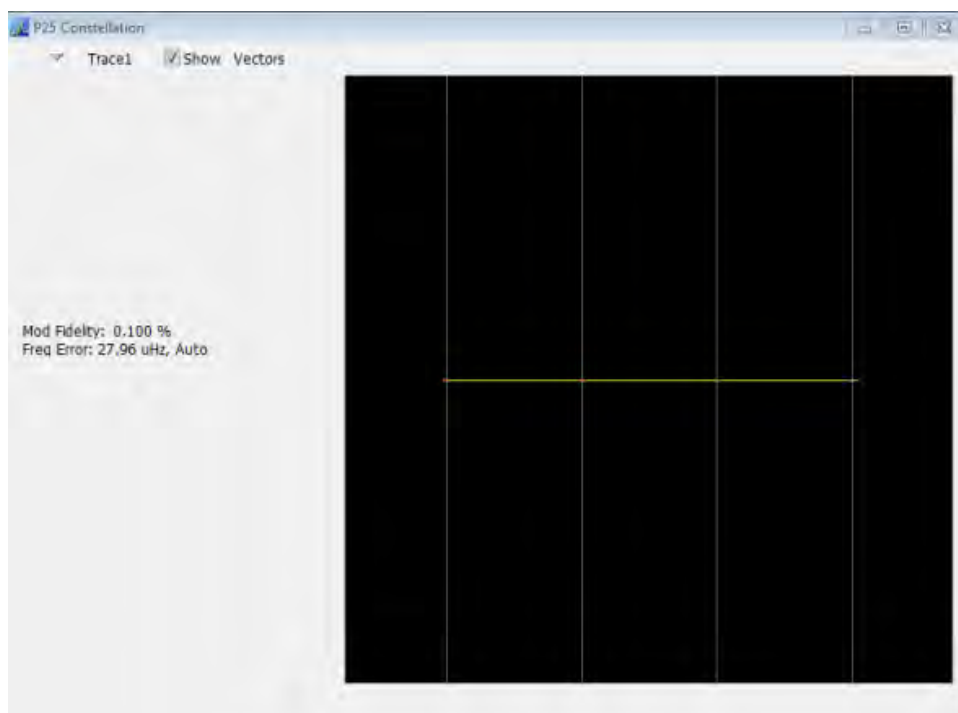 P25 Constellation
Trace1 Show Vectors
Mod Fidelity: 0.100 %
Freq Error: 27.96 uHz, Auto